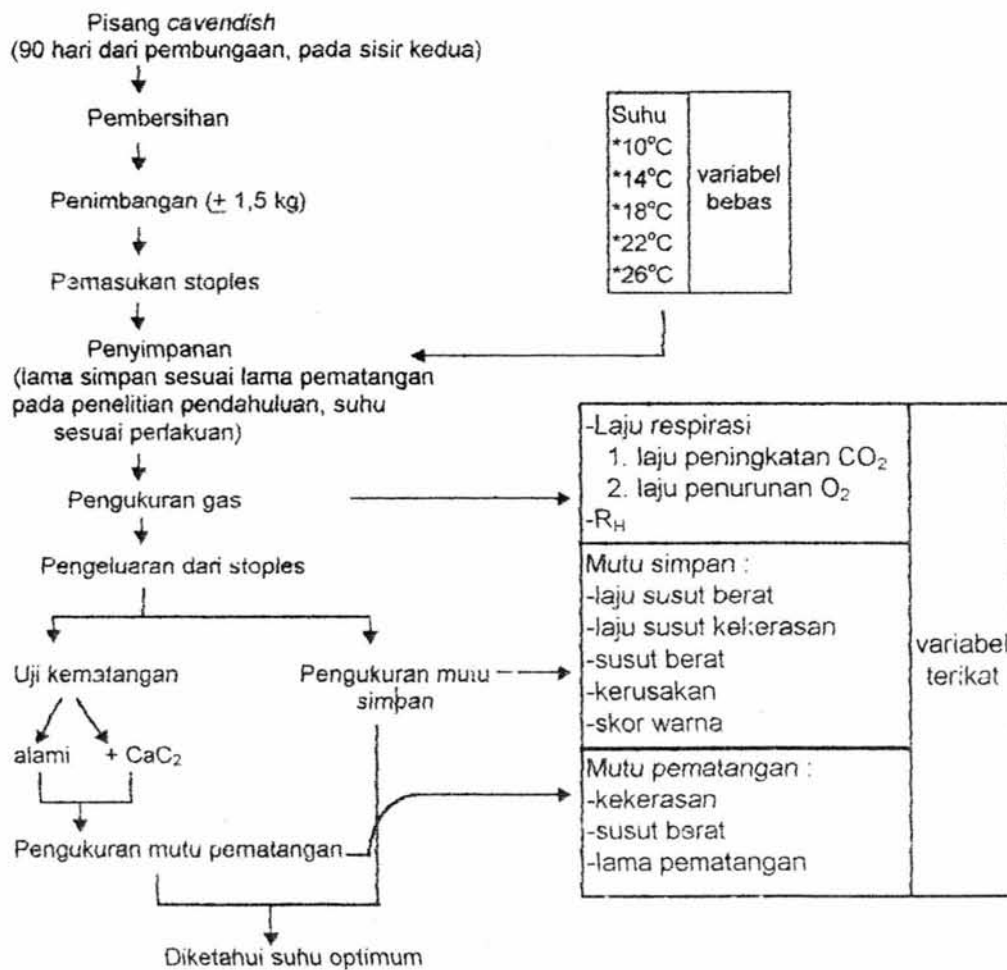 Pisang cavendish
(90 hari dari pembungaan, pada sisir kedua)
Pembersihan
Penimbangan (± 1,5 kg)
Pemasukan stoples
Penyimpanan
(lama simpan sesuai lama pematangan
pada penelitian pendahuluan, suhu
sesuai perlakuan)
Pengukuran gas
Pengeluaran dari stoples
Uji kematangan
Pengukuran mutu
simpan
alami + CaC₂
Pengukuran mutu pematangan
Diketahui suhu optimum
Suhu
*10°C
*14°C
*18°C
*22°C
*26°C
variabel
bebas
-Laju respirasi
1. laju peningkatan CO₂
2. laju penurunan O₂
-R_H
Mutu simpan :
-laju susut berat
-laju susut kekerasan
-susut berat
-kerusakan
-skor warna
Mutu pematangan :
-kekerasan
-susut berat
-lama pematangan
variabel
terikat